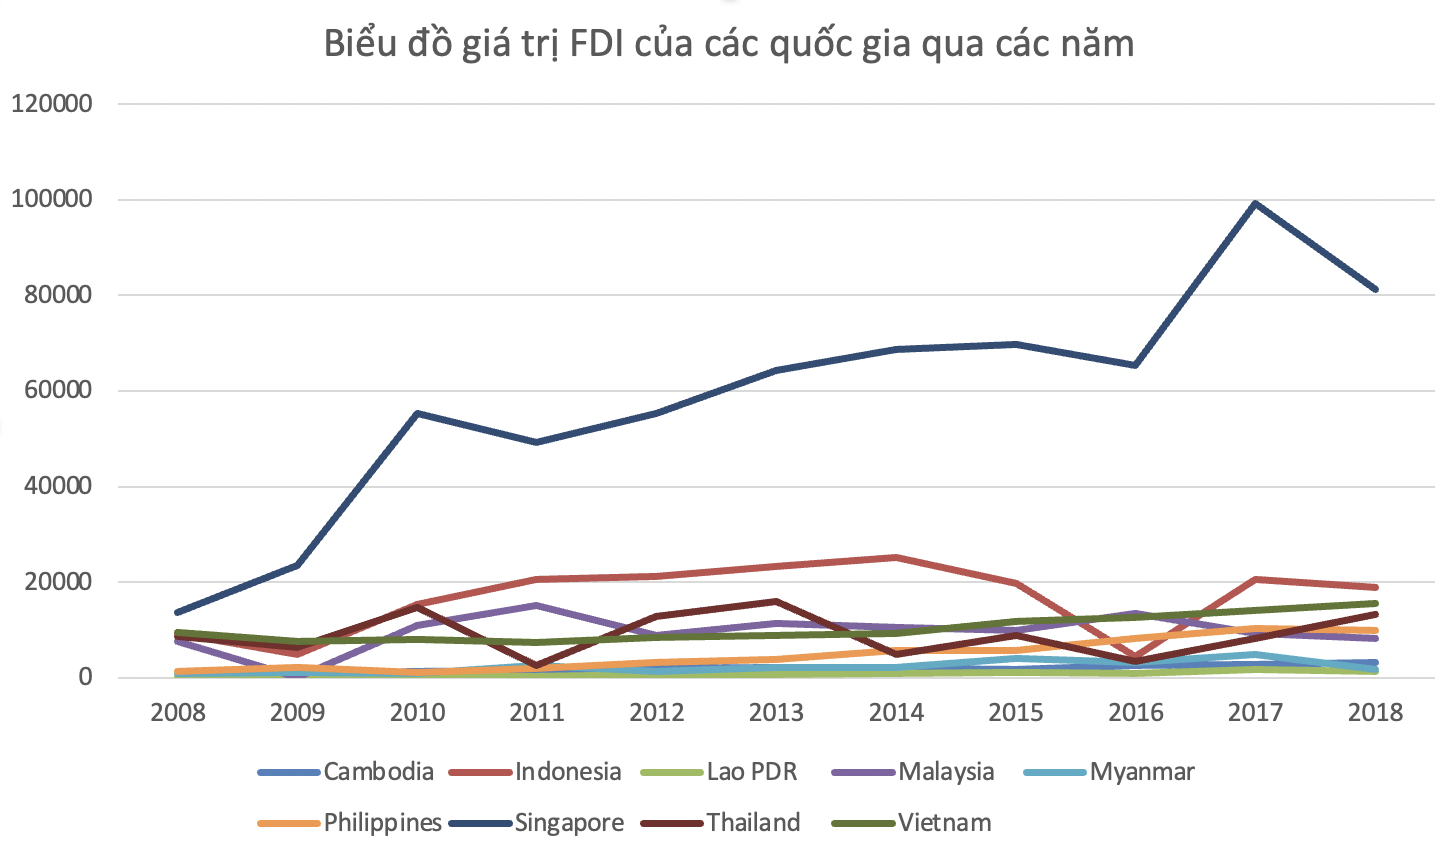 Biểu đồ giá trị FDI của các quốc gia qua các năm
120000
100000
80000
60000
40000
20000
0
2008 2009 2010 2011 2012 2013 2014 2015 2016 2017 2018
Cambodia Indonesia Lao PDR Malaysia Myanmar
Philippines Singapore Thailand Vietnam